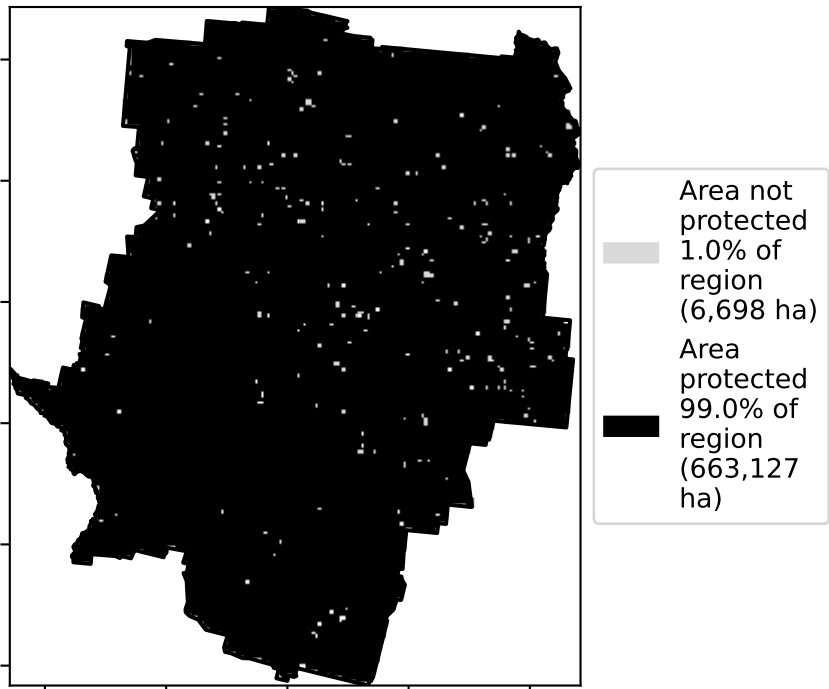 Area not
protected
1.0% of
region
(6,698 ha)
Area
protected
99.0% of
region
(663,127
ha)